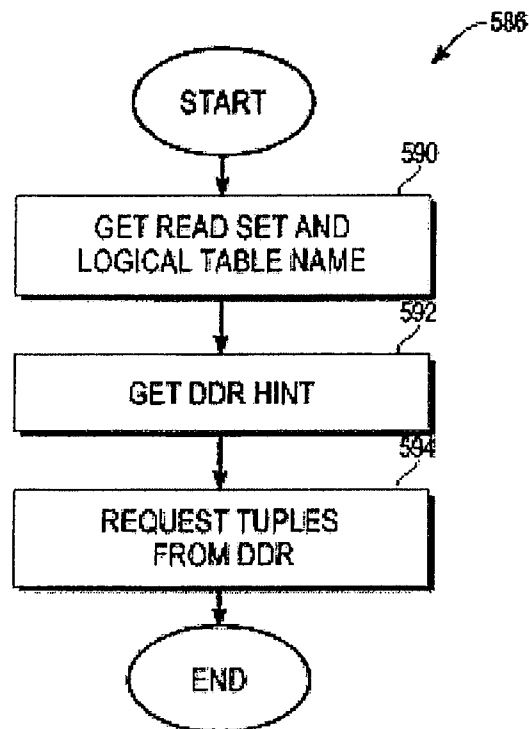 586
START
590
GET READ SET AND
LOGICAL TABLE NAME
592
GET DDR HINT
594
REQUEST TUPLES
FROM DDR
END